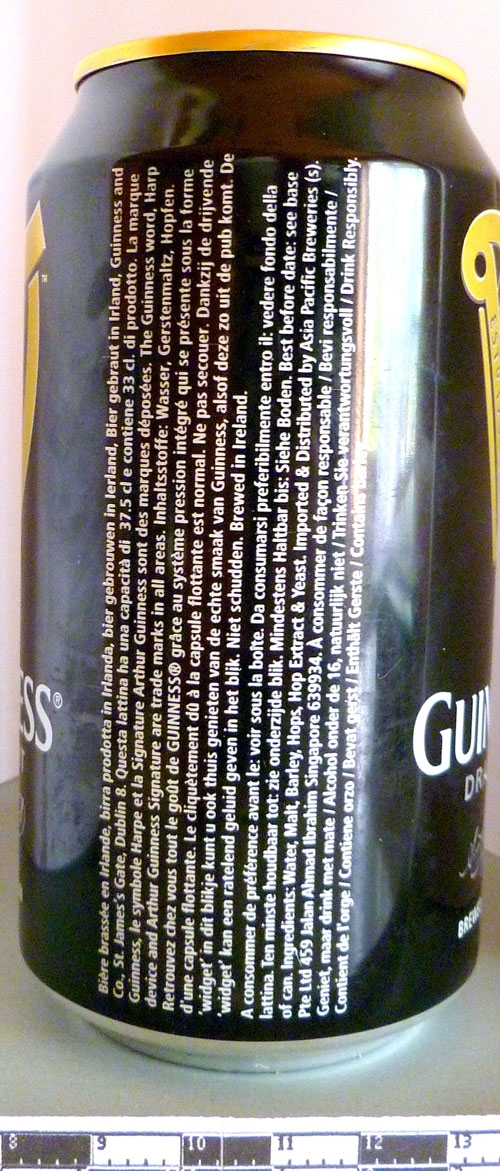 Bière brassée en Irlande, birra prodotta in Irlanda, bier gebrouwen in Ierland, Bier gebraut in Irland, Guinness and
Co. St. James's Gate, Dublin 8. Questa lattina ha una capacità di 37.5 cl e contiene 33 cl. di prodotto. La marque
Guinness, le symbole Harpe et la Signature Arthur Guinness sont des marques déposées. The Guinness word, Harp
device and Arthur Guinness Signature are trade marks in all areas. Inhaltsstoffe: Wasser, Gerstenmaltz, Hopfen.
Retrouvez chez vous tout le goût de GUINNESS® grâce au système pression intégré qui se présente sous la forme
d'une capsule flottante. Le cliquètement dû à la capsule flottante est normal. Ne pas secouer. Dankzij de drijvende
'widget' in dit blikje kunt u ook thuis genieten van de echte smaak van Guinness, alsof deze zo uit de pub komt. De
'widget' kan een ratelend geluid geven in het blik. Niet schudden. Brewed in Ireland.
A consommer de préférence avant le: voir sous la boîte. Da consumarsi preferibilmente entro il: vedere fondo della
lattina. Ten minste houdbaar tot: zie onderzijde blik. Mindestens Haltbar bis: Siehe Boden. Best before date: see base
of can. Ingredients: Water, Malt, Barley, Hops, Hop Extract & Yeast. Imported & Distributed by Asia Pacific Breweries (s).
Pte Ltd 459 Jalan Ahmad Ibrahim Singapore 639934. À consommer de façon responsable / Bevi responsabilmente /
Geniet, maar drink met mate / Alcohol onder de 16, natuurlijk niet / Trinken Sie verantwortungsvoll / Drink Responsibly.
Contient de l'orge / Contiene orzo / Bevat gerst / Enthält Gerste / Contains
ESS®
GUIN
DR
BREW
8 9 10 11 12 13